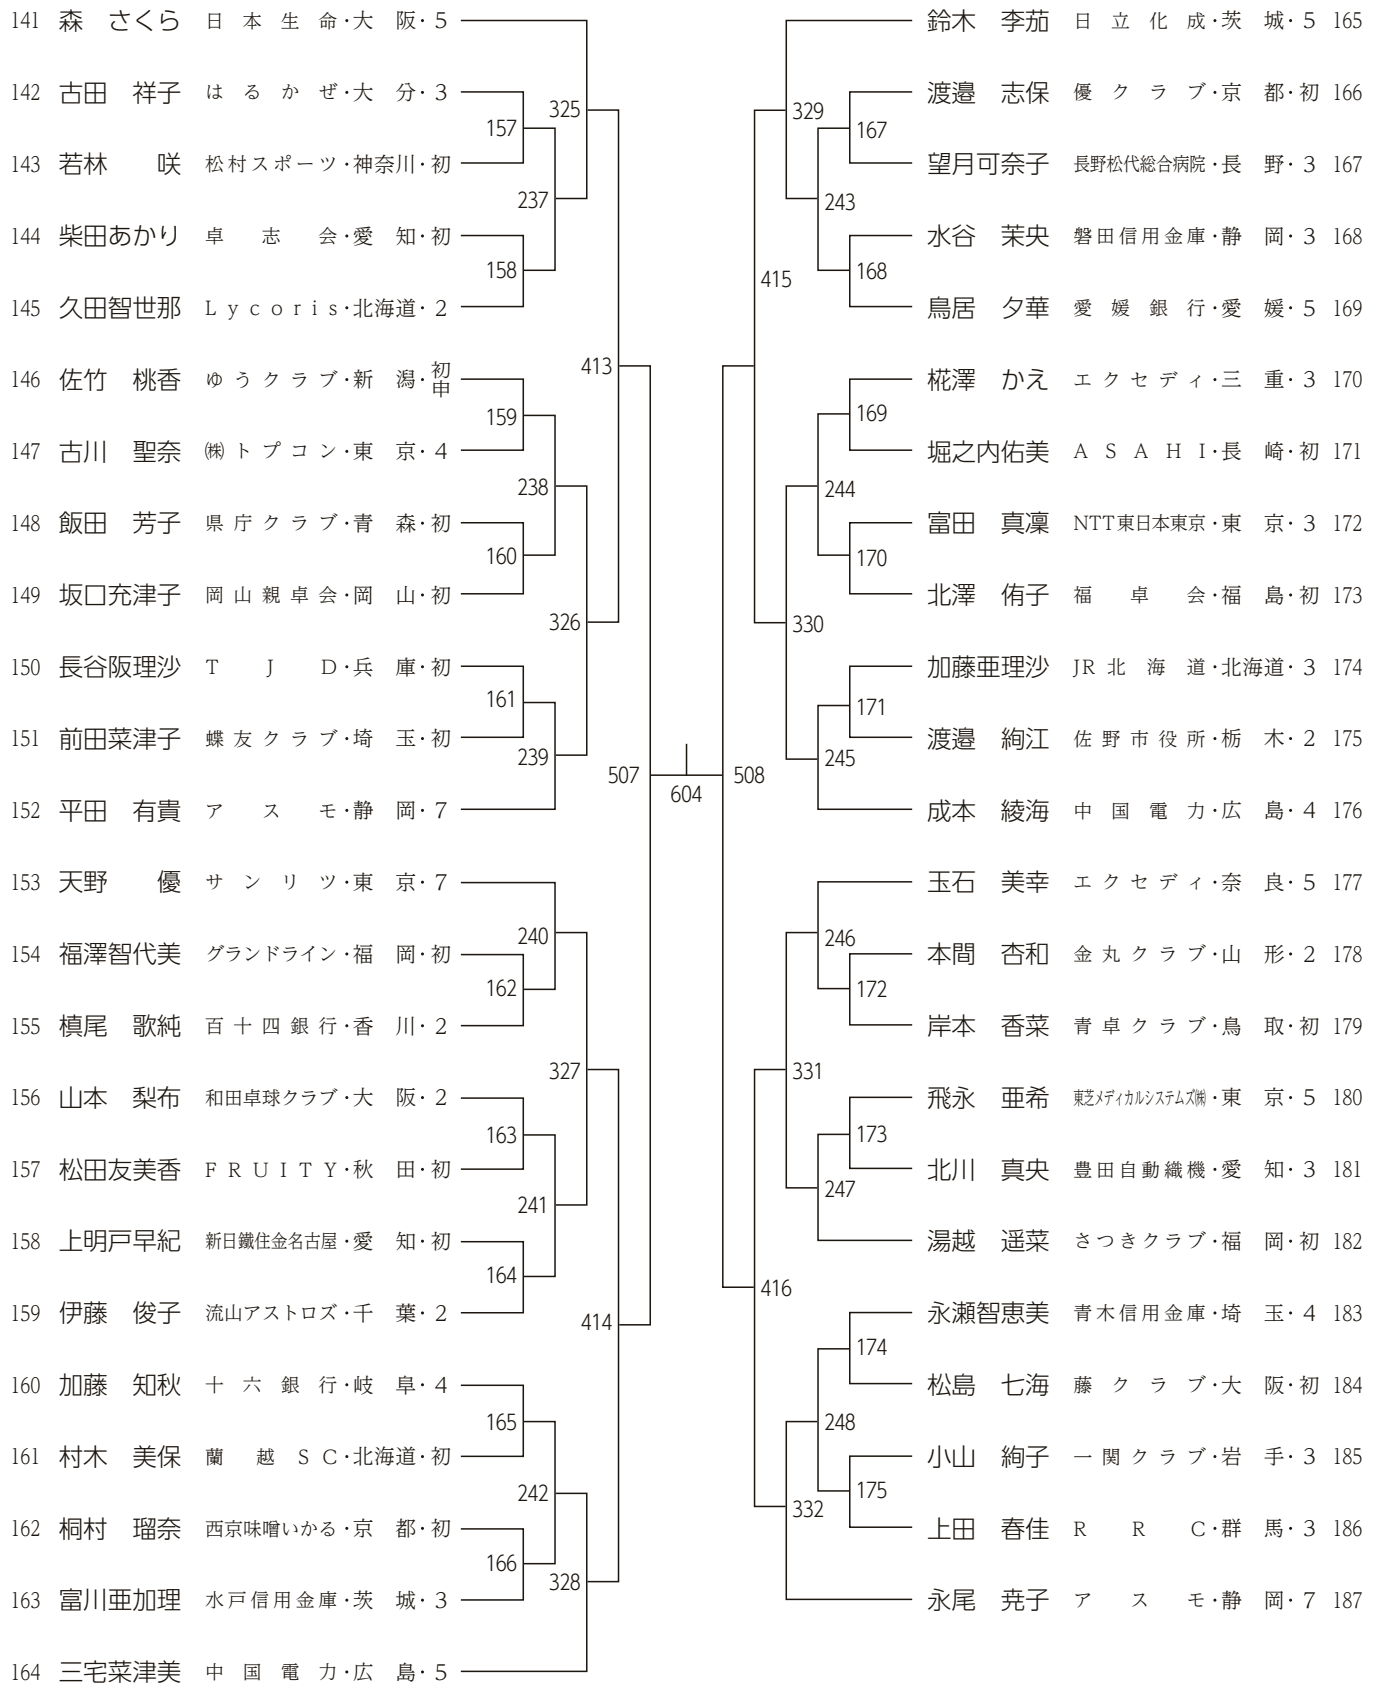 141 森 さくら 日本生命・大 阪・5
142 古田 祥子 はるかぜ・大 分・3
143 若林 咲 松村スポーツ・神奈川・初
144 柴田あかり 卓志会・愛 知・初
145 久田智世那 Lycoris・北海道・2
146 佐竹 桃香 ゆうクラブ・新 潟・初申
147 古川 聖奈 ㈱トプコン・東 京・4
148 飯田 芳子 県庁クラブ・青 森・初
149 坂口充津子 岡山親卓会・岡 山・初
150 長谷阪理沙 TJD・兵 庫・初
151 前田菜津子 蝶友クラブ・埼 玉・初
152 平田 有貴 アスモ・静 岡・7
153 天野 優 サンリツ・東 京・7
154 福澤智代美 グランドライン・福 岡・初
155 槙尾 歌純 百十四銀行・香 川・2
156 山本 梨布 和田卓球クラブ・大 阪・2
157 松田友美香 FRUITY・秋 田・初
158 上明戸早紀 新日鐵住金名古屋・愛 知・初
159 伊藤 俊子 流山アストロズ・千 葉・2
160 加藤 知秋 十六銀行・岐 阜・4
161 村木 美保 蘭越SC・北海道・初
162 桐村 瑠奈 西京味噌いかる・京 都・初
163 富川亜加理 水戸信用金庫・茨 城・3
164 三宅菜津美 中国電力・広 島・5
157
158
159
160
161
162
163
164
165
166
237
238
239
240
241
242
325
326
327
328
413
414
507
604
508
415
416
329
330
331
332
243
244
245
246
247
248
167
168
169
170
171
172
173
174
175
鈴木 李茄 日立化成・茨 城・5 165
渡邉 志保 優クラブ・京 都・初 166
望月可奈子 長野松代総合病院・長 野・3 167
水谷 茉央 磐田信用金庫・静 岡・3 168
鳥居 夕華 愛媛銀行・愛 媛・5 169
椛澤 かえ エクセディ・三 重・3 170
堀之内佑美 ASAHI・長 崎・初 171
富田 真凜 NTT東日本東京・東 京・3 172
北澤 侑子 福卓会・福 島・初 173
加藤亜理沙 JR北海道・北海道・3 174
渡邉 絢江 佐野市役所・栃 木・2 175
成本 綾海 中国電力・広 島・4 176
玉石 美幸 エクセディ・奈 良・5 177
本間 杏和 金丸クラブ・山 形・2 178
岸本 香菜 青卓クラブ・鳥 取・初 179
飛永 亜希 東芝メディカルシステムズ㈱・東 京・5 180
北川 真央 豊田自動織機・愛 知・3 181
湯越 遥菜 さつきクラブ・福 岡・初 182
永瀬智恵美 青木信用金庫・埼 玉・4 183
松島 七海 藤クラブ・大 阪・初 184
小山 絢子 一関クラブ・岩 手・3 185
上田 春佳 RRC・群 馬・3 186
永尾 尭子 アスモ・静 岡・7 187